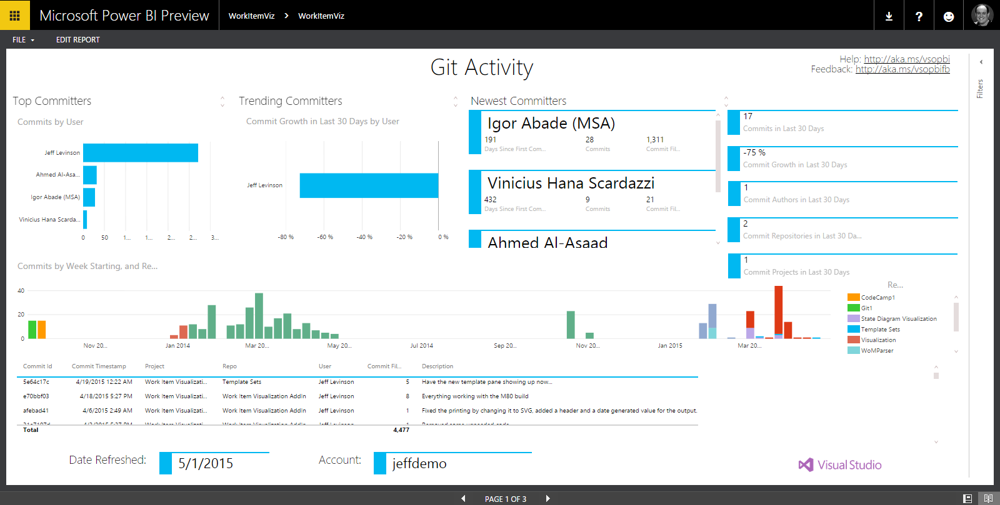 Microsoft Power BI Preview
WorkItemViz > WorkItemViz
?
FILE
EDIT REPORT
Git Activity
Help: http://aka.ms/vsopbi
Feedback: http://aka.ms/vsopbifb
Filters
Top Committers
Commits by User
Jeff Levinson
Ahmed Al-Asa...
Igor Abade (MSA)
Vinicius Hana Scarda...
0 50 1... 1... 2... 2... 3...
Trending Committers
Commit Growth in Last 30 Days by User
Jeff Levinson
-80 % -60 % -40 % -20 % 0 %
Newest Committers
Igor Abade (MSA)
191 28 1,311
Days Since First Com... Commits Commit Fil...
Vinicius Hana Scardazzi
432 9 21
Days Since First Com... Commits Commit Fil...
Ahmed Al-Asaad
17
Commits in Last 30 Days
-75 %
Commit Growth in Last 30 Days
1
Commit Authors in Last 30 Days
2
Commit Repositories in Last 30 Da...
1
Commit Projects in Last 30 Days
Commits by Week Starting, and Re...
40
20
0
Nov 20... Jan 2014 Mar 20... May 20... Jul 2014 Sep 20... Nov 20... Jan 2015 Mar 20...
Re...
CodeCamp1
Git1
State Diagram Visualization
Template Sets
Visualization
WoMParser
Commit Id Commit Timestamp Project Repo User Commit Fil... Description
5e64c17c 4/19/2015 12:22 AM Work Item Visualizati... Template Sets Jeff Levinson 5 Have the new template pane showing up now...
e70bbf03 4/18/2015 5:27 PM Work Item Visualizati... Work Item Visualization AddIn Jeff Levinson 8 Everything working with the M80 build
afebad41 4/6/2015 2:49 AM Work Item Visualizati... Work Item Visualization AddIn Jeff Levinson 1 Fixed the printing by changing it to SVG, added a header and a date generated value for the output.
Total 4,477
Date Refreshed: 5/1/2015
Account: jeffdemo
Visual Studio
PAGE 1 OF 3